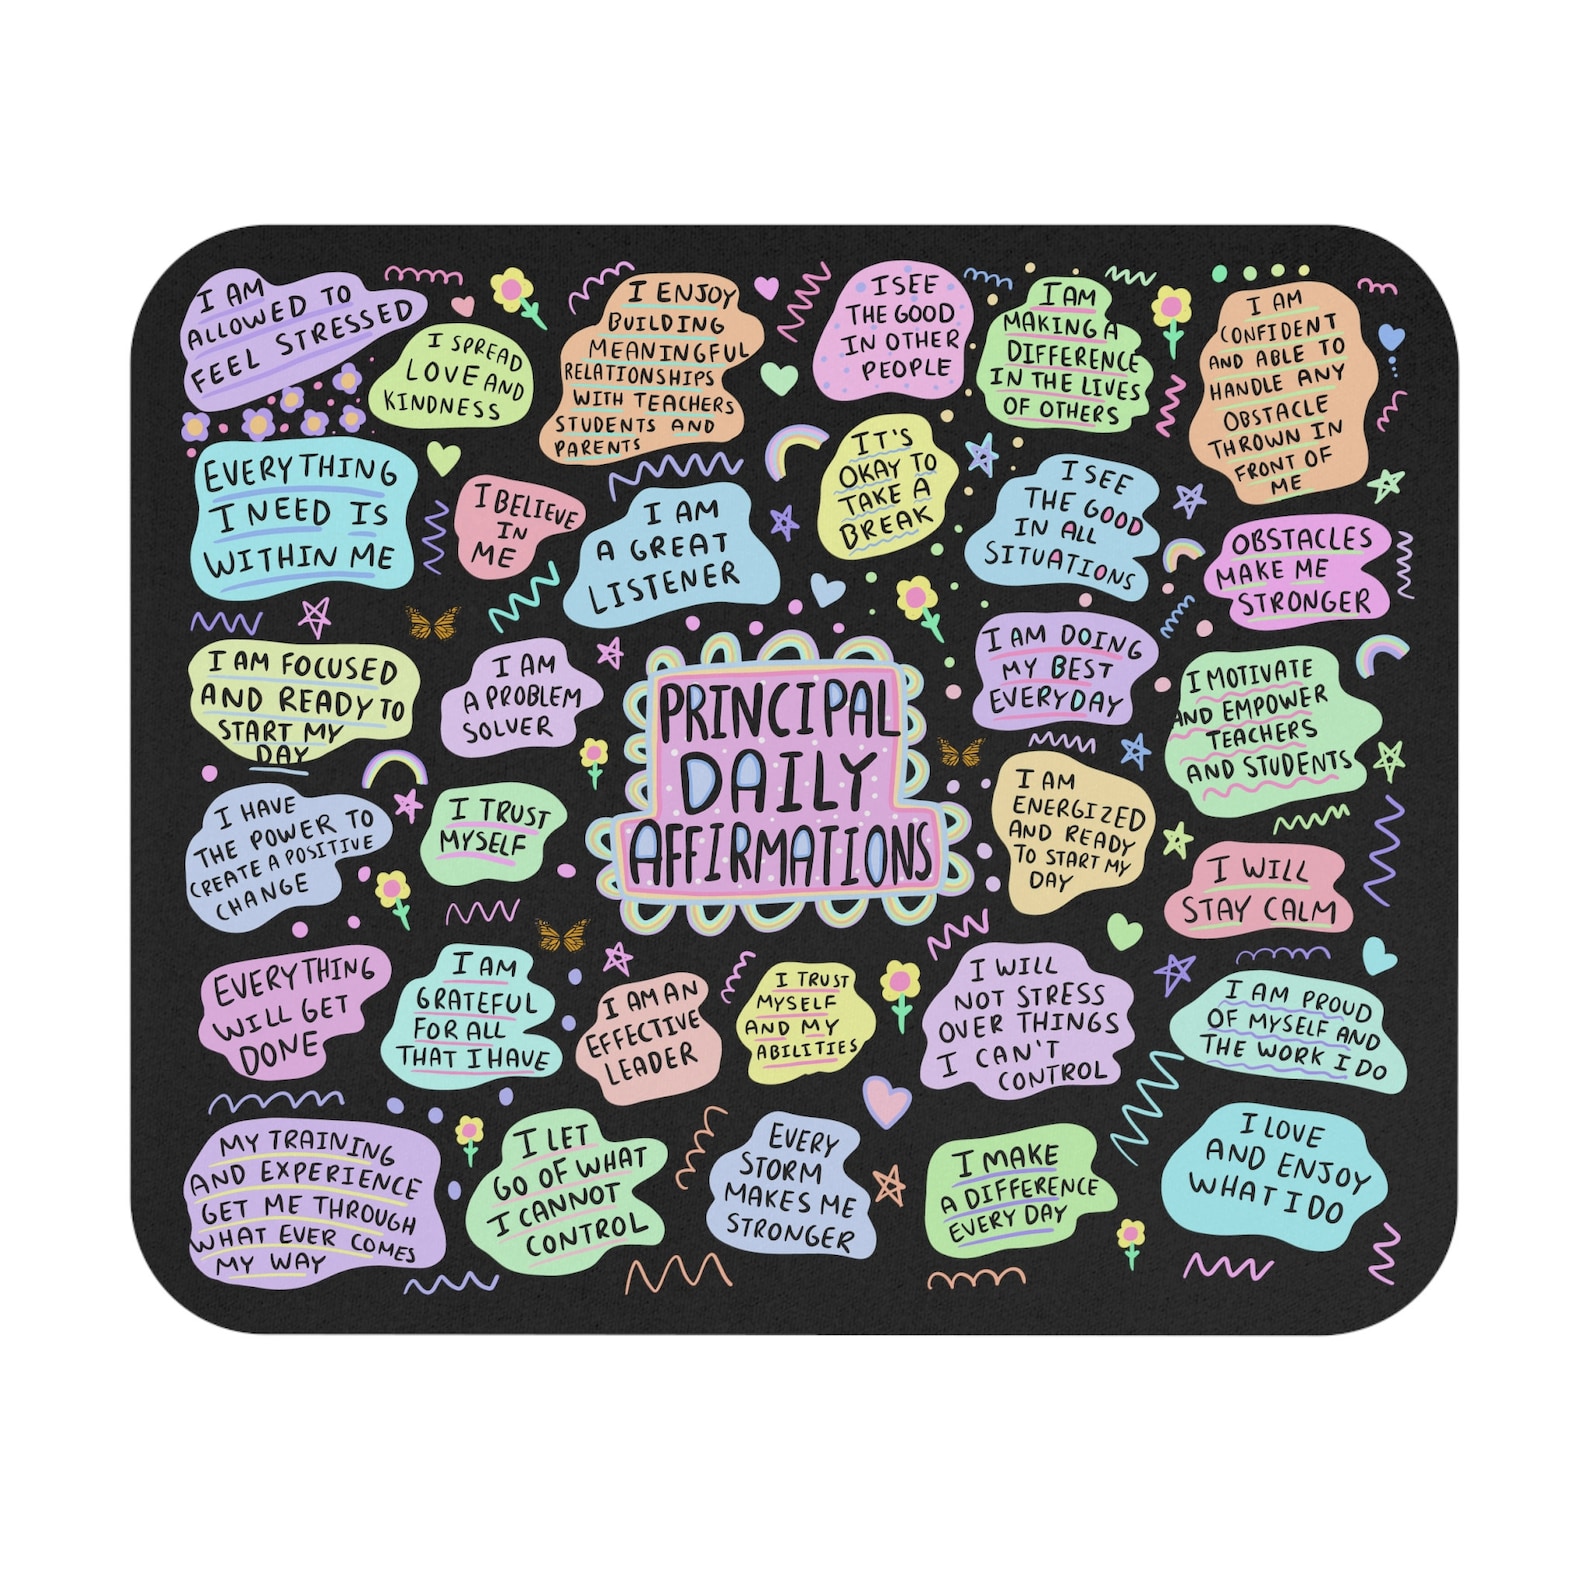 I AM
ALLOWED TO
FEEL STRESSED
I SPREAD
LOVE AND
KINDNESS
I ENJOY
BUILDING
MEANINGFUL
RELATIONSHIPS
WITH TEACHERS
STUDENTS AND
PARENTS
I SEE
THE GOOD
IN OTHER
PEOPLE
I AM
MAKING A
DIFFERENCE
IN THE LIVES
OF OTHERS
I AM
CONFIDENT
AND ABLE TO
HANDLE ANY
OBSTACLE
THROWN IN
FRONT OF
ME
EVERYTHING
I NEED IS
WITHIN ME
I BELIEVE
IN
ME
I AM
A GREAT
LISTENER
IT'S
OKAY TO
TAKE A
BREAK
I SEE
THE GOOD
IN ALL
SITUATIONS
OBSTACLES
MAKE ME
STRONGER
I AM FOCUSED
AND READY TO
START MY
DAY
I AM
A PROBLEM
SOLVER
PRINCIPAL
DAILY
AFFIRMATIONS
I AM DOING
MY BEST
EVERYDAY
I MOTIVATE
AND EMPOWER
TEACHERS
AND STUDENTS
I HAVE
THE POWER TO
CREATE A POSITIVE
CHANGE
I TRUST
MYSELF
I AM
ENERGIZED
AND READY
TO START MY
DAY
I WILL
STAY CALM
EVERYTHING
WILL GET
DONE
I AM
GRATEFUL
FOR ALL
THAT I HAVE
I AM AN
EFFECTIVE
LEADER
I TRUST
MYSELF
AND MY
ABILITIES
I WILL
NOT STRESS
OVER THINGS
I CAN'T
CONTROL
I AM PROUD
OF MYSELF AND
THE WORK I DO
MY TRAINING
AND EXPERIENCE
GET ME THROUGH
WHAT EVER COMES
MY WAY
I LET
GO OF WHAT
I CANNOT
CONTROL
EVERY
STORM
MAKES ME
STRONGER
I MAKE
A DIFFERENCE
EVERY DAY
I LOVE
AND ENJOY
WHAT I DO